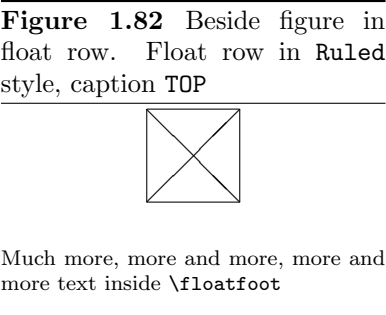 Figure 1.82 Beside figure in
float row. Float row in Ruled
style, caption TOP
Much more, more and more, more and
more text inside \floatfoot